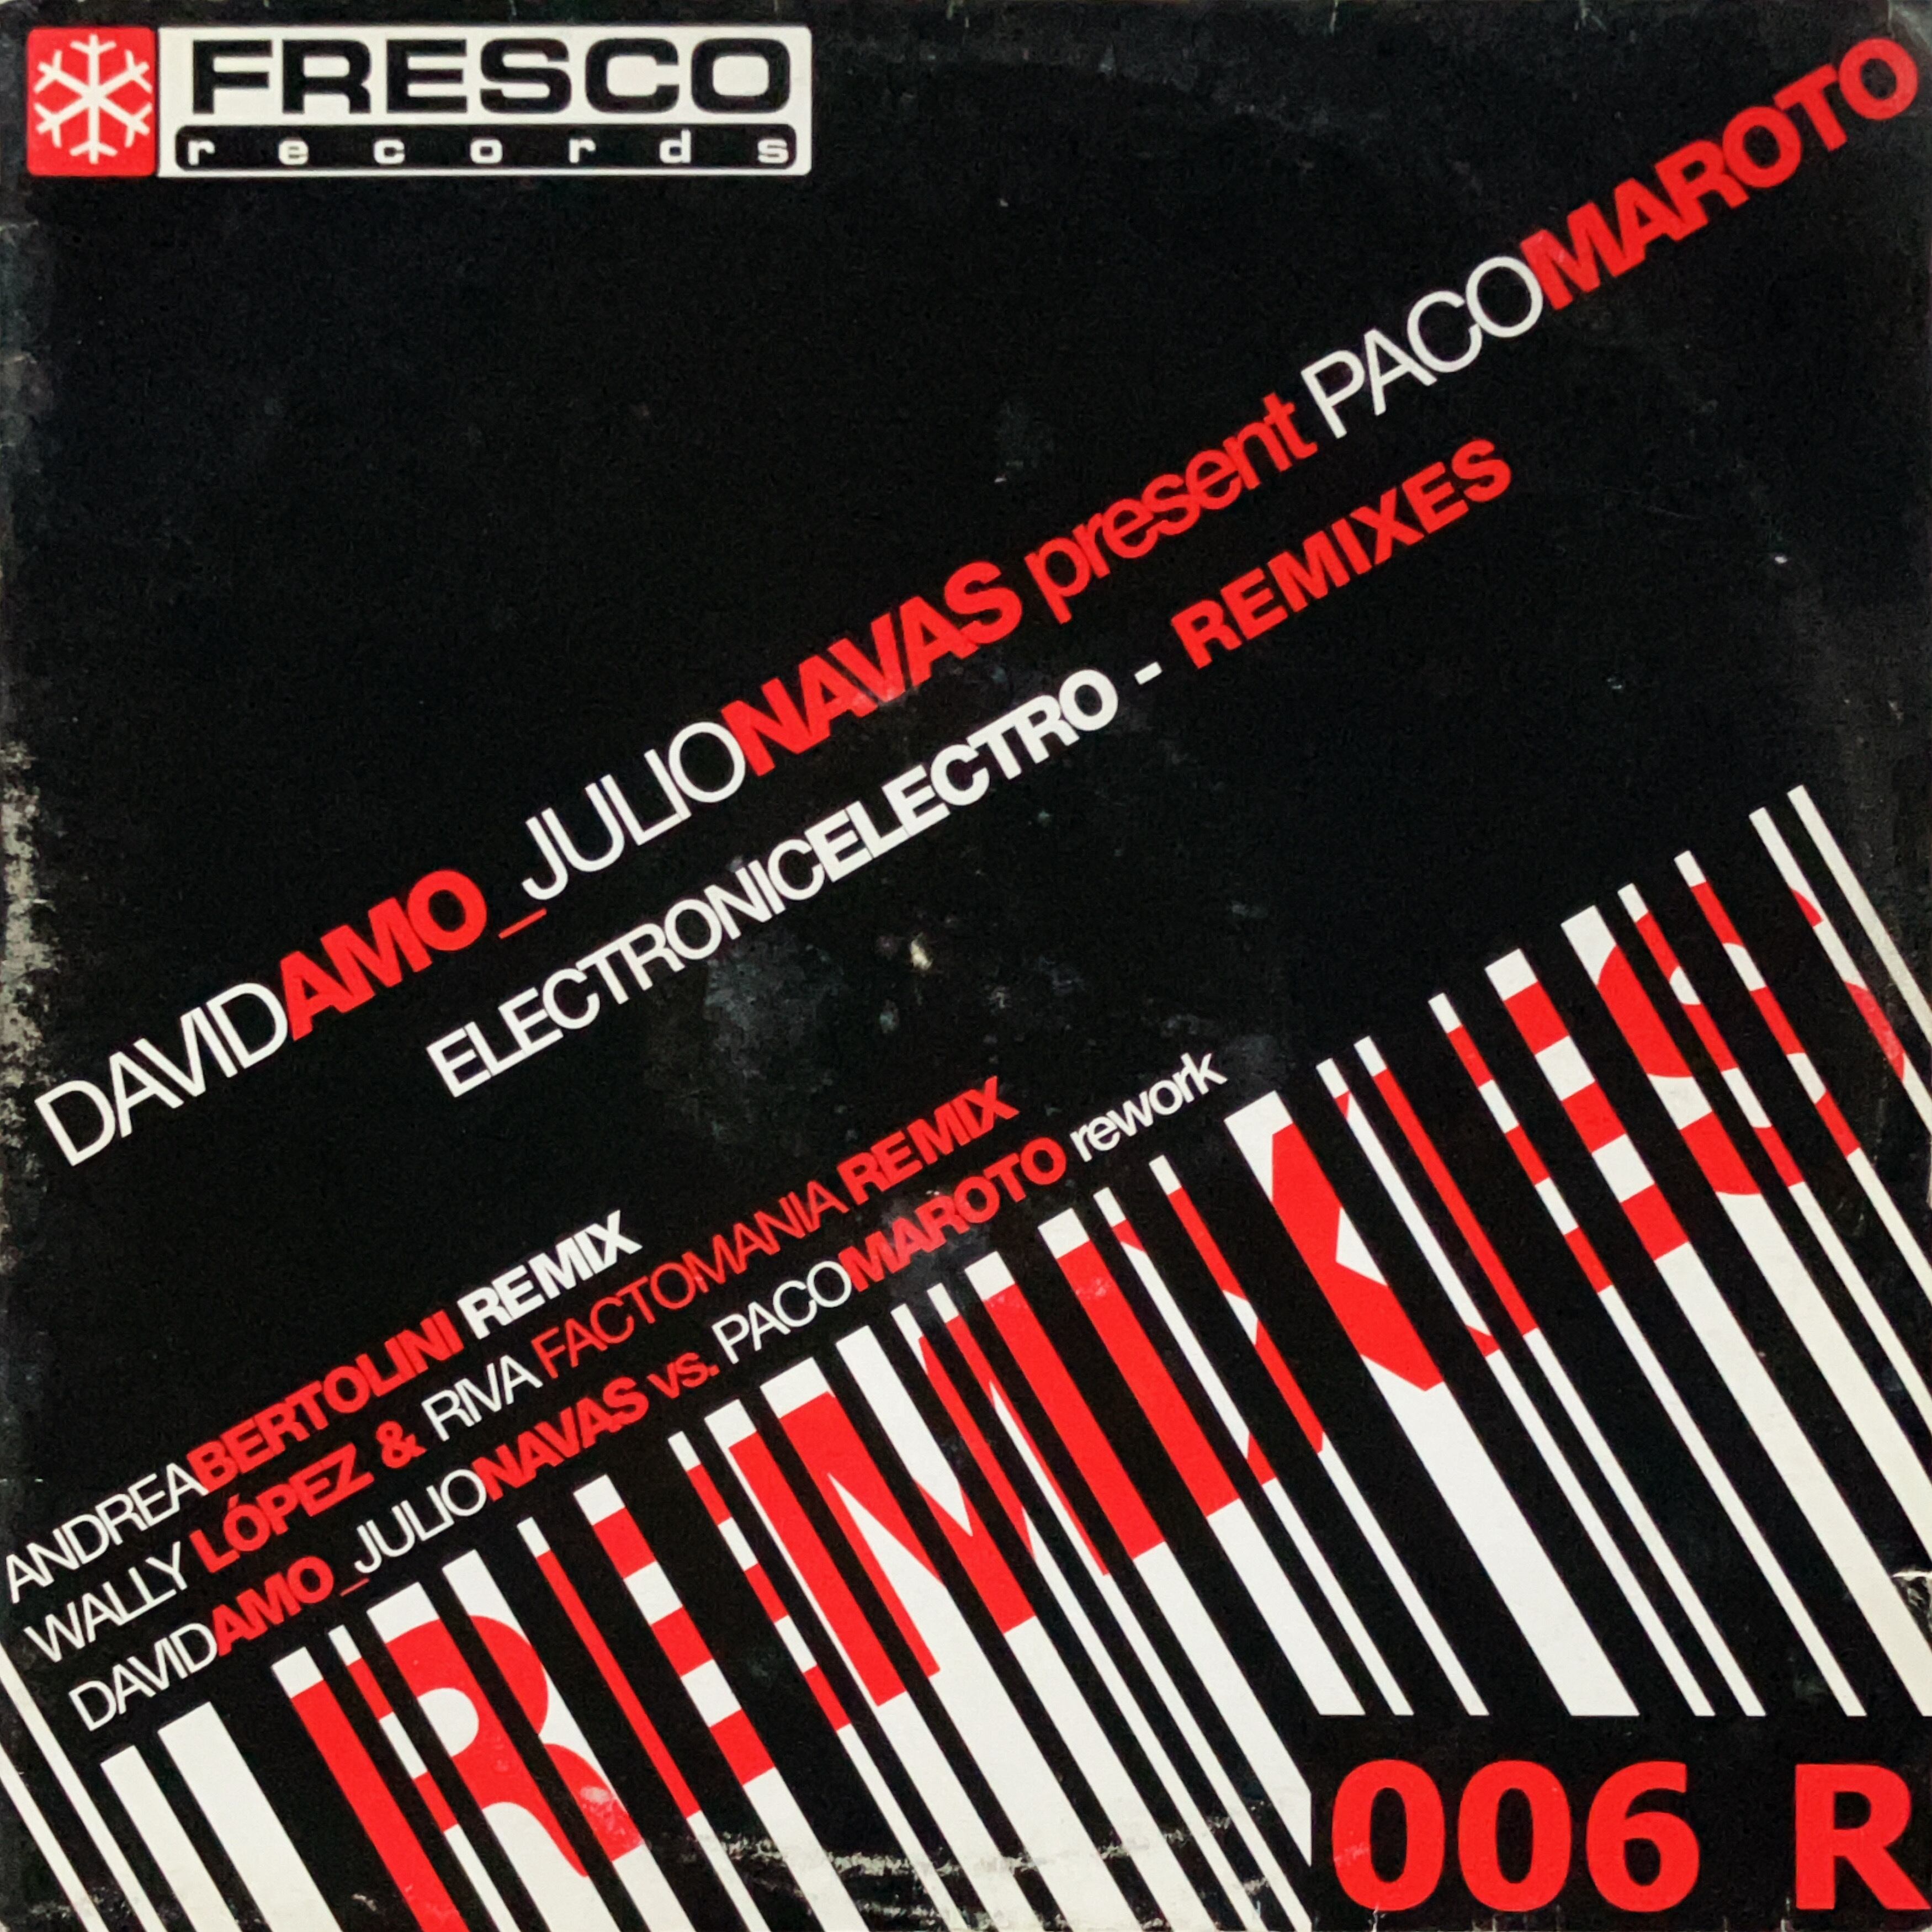 FRESCO
records
DAVIDAMO_JULIONAVAS present PACOMAROTO
ELECTRONICELECTRO - REMIXES
ANDREABERTOLINI REMIX
WALLY LÓPEZ & RIVA FACTOMANIA REMIX
DAVIDAMO_JULIONAVAS vs. PACOMAROTO rework
REMIXES
006 R